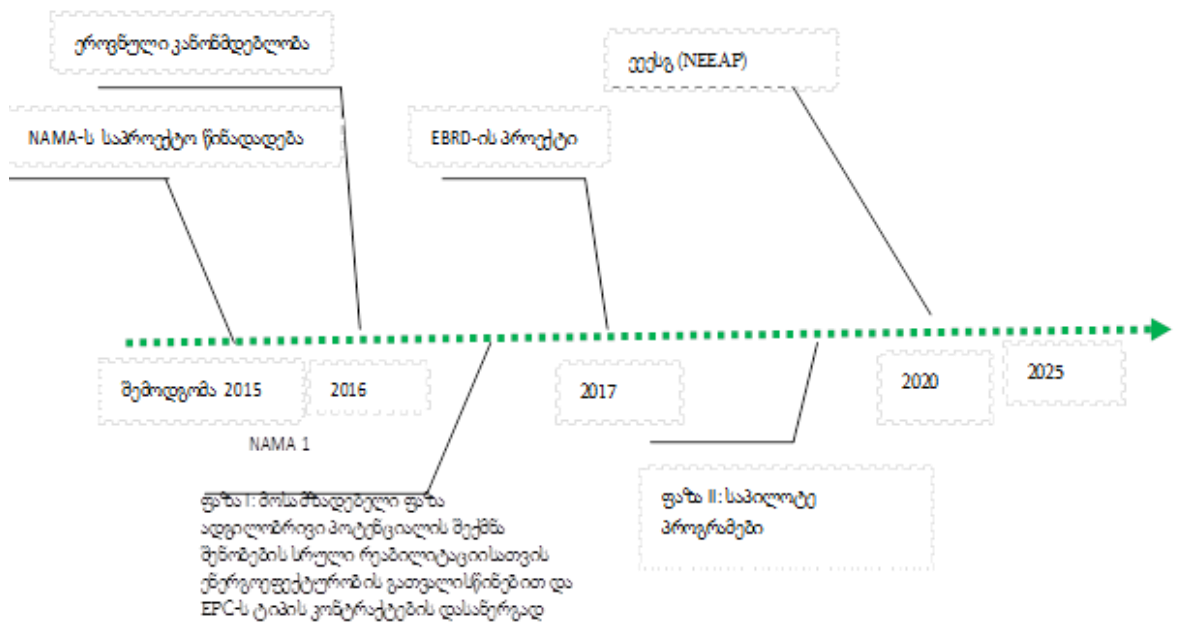 ეროვნული კანონმდებლობა
ეესგ (NEEAP)
NAMA-ს საპროექტო წინადადება
EBRD-ის პროექტი
შემოდგომა 2015
2016
2017
2020
2025
NAMA 1
ფაზა I: მოსამზადებელი ფაზა
ადგილობრივი პოტენციალის შექმნა
შენობების სრული რეაბილიტაციისათვის
ენერგოეფექტურობის გათვალისწინებით და
EPC-ს ტიპის კონტრაქტების დასანერგად
ფაზა II: საპილოტე
პროგრამები